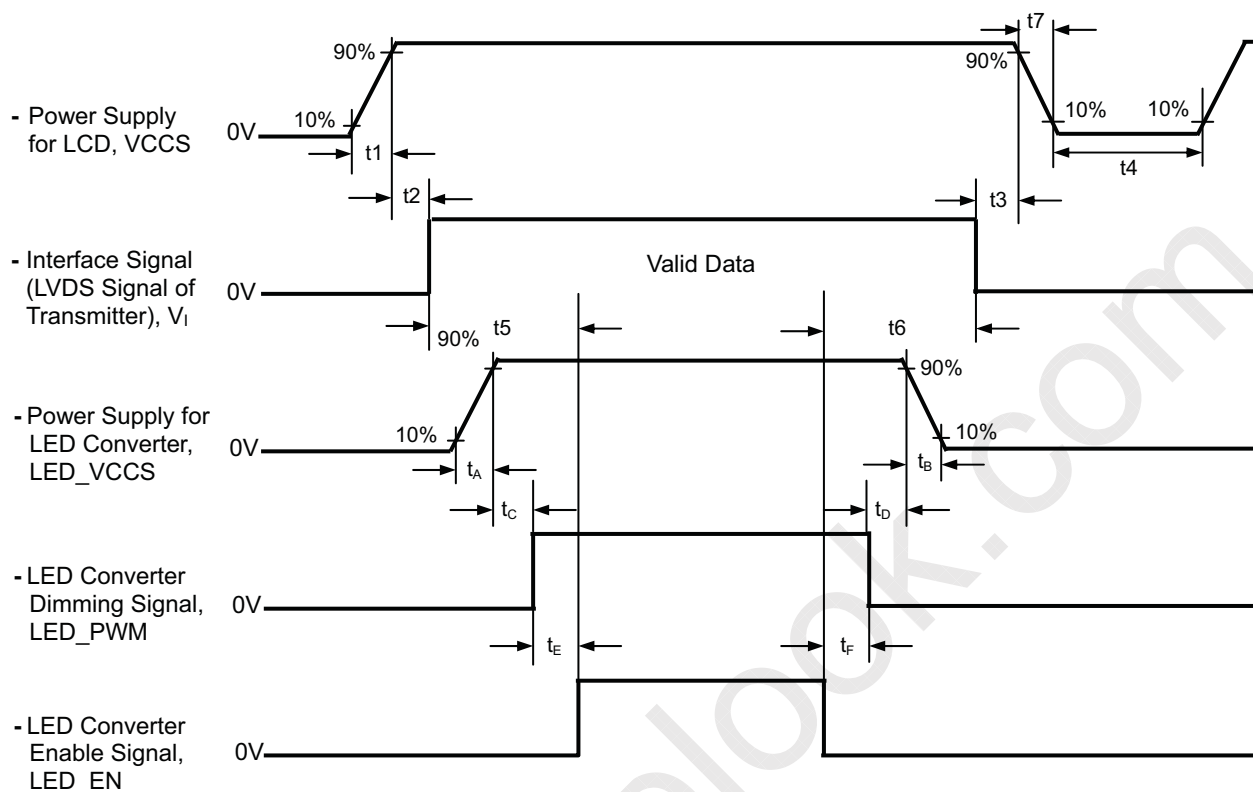 t7
90%
90%
10%
10%
10%
- Power Supply
for LCD, VCCS
0V
t1
t4
t2
t3
- Interface Signal
(LVDS Signal of
Transmitter), VI
0V
Valid Data
t5
t6
90%
90%
- Power Supply for
LED Converter,
LED_VCCS
0V
10%
10%
tA
tB
tC
tD
- LED Converter
Dimming Signal,
LED_PWM
0V
tE
tF
- LED Converter
Enable Signal,
LED_EN
0V
elook.com